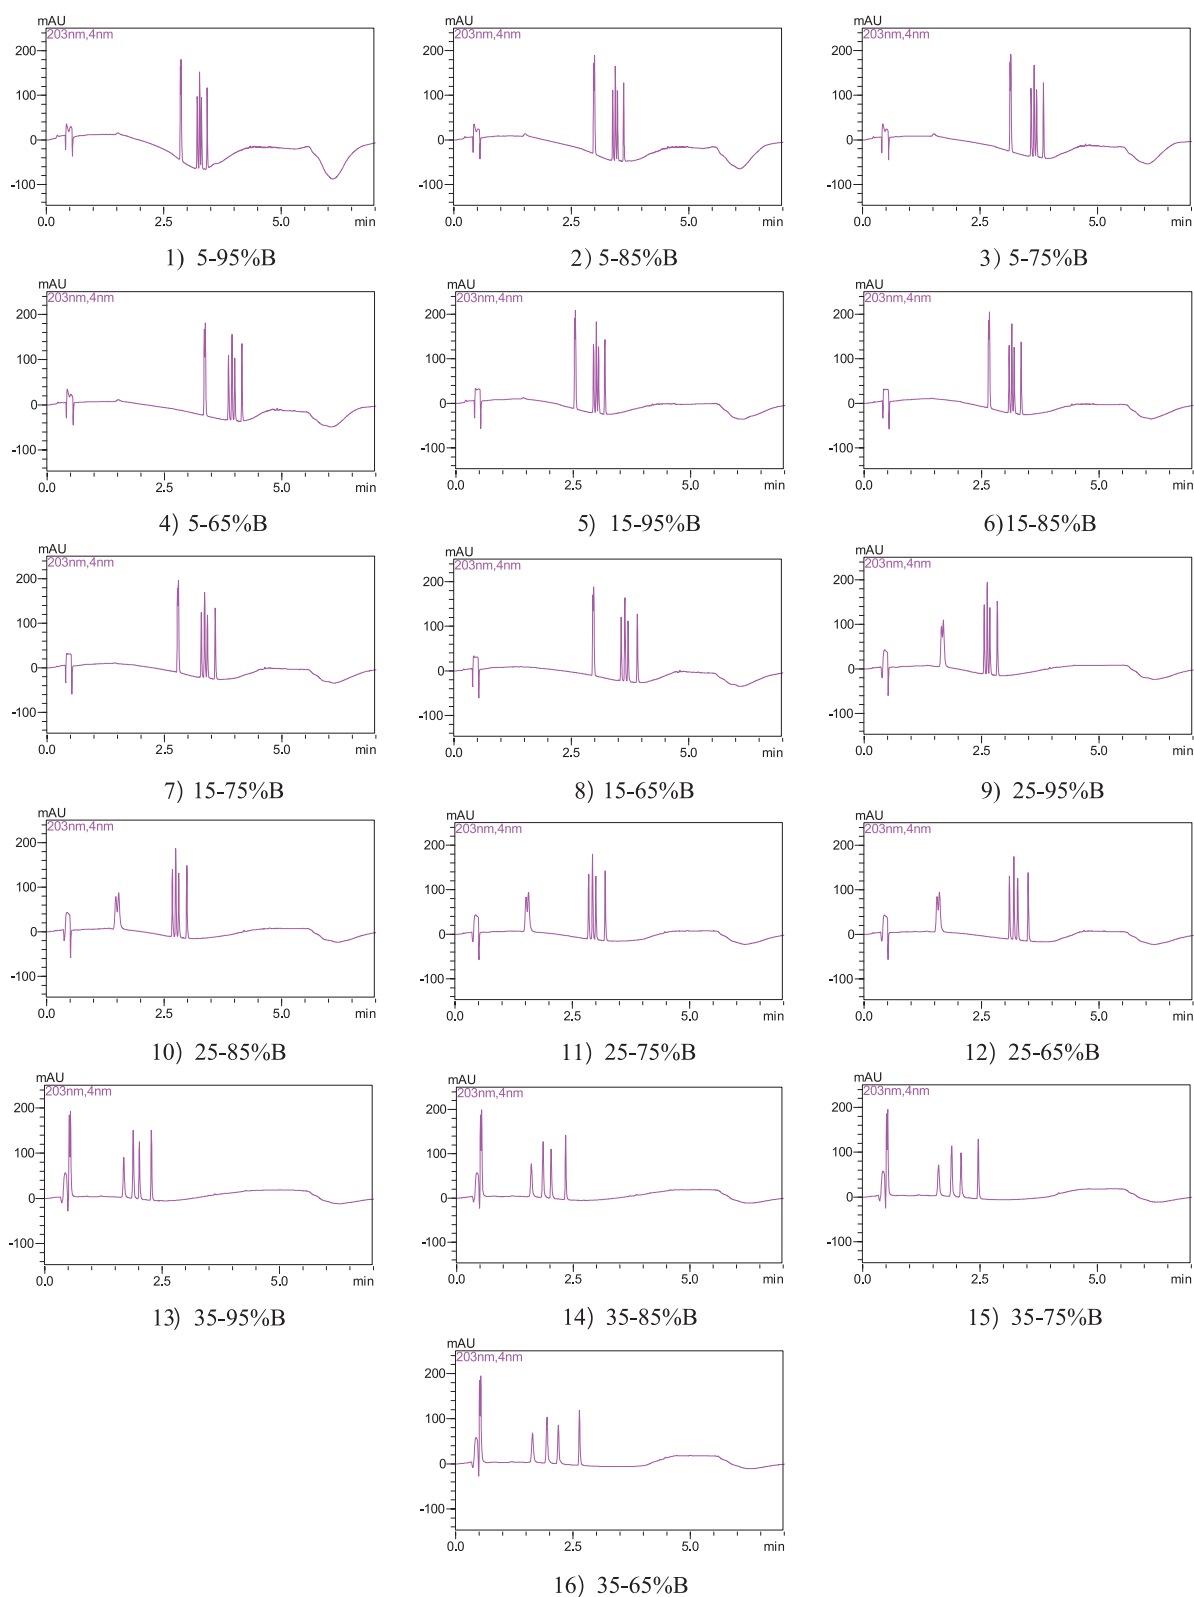 mAU mAU mAU
203nm,4nm 203nm,4nm 203nm,4nm
200 200 200
100 100 100
0 0 0
-100 -100 -100
0.0 2.5 5.0 min 0.0 2.5 5.0 min 0.0 2.5 5.0 min
1) 5-95%B 2) 5-85%B 3) 5-75%B
mAU mAU mAU
203nm,4nm 203nm,4nm 203nm,4nm
200 200 200
100 100 100
0 0 0
-100 -100 -100
0.0 2.5 5.0 min 0.0 2.5 5.0 min 0.0 2.5 5.0 min
4) 5-65%B 5) 15-95%B 6)15-85%B
mAU mAU mAU
203nm,4nm 203nm,4nm 203nm,4nm
200 200 200
100 100 100
0 0 0
-100 -100 -100
0.0 2.5 5.0 min 0.0 2.5 5.0 min 0.0 2.5 5.0 min
7) 15-75%B 8) 15-65%B 9) 25-95%B
mAU mAU mAU
203nm,4nm 203nm,4nm 203nm,4nm
200 200 200
100 100 100
0 0 0
-100 -100 -100
0.0 2.5 5.0 min 0.0 2.5 5.0 min 0.0 2.5 5.0 min
10) 25-85%B 11) 25-75%B 12) 25-65%B
mAU mAU mAU
203nm,4nm 203nm,4nm 203nm,4nm
200 200 200
100 100 100
0 0 0
-100 -100 -100
0.0 2.5 5.0 min 0.0 2.5 5.0 min 0.0 2.5 5.0 min
13) 35-95%B 14) 35-85%B 15) 35-75%B
mAU
203nm,4nm
200
100
0
-100
0.0 2.5 5.0 min
16) 35-65%B